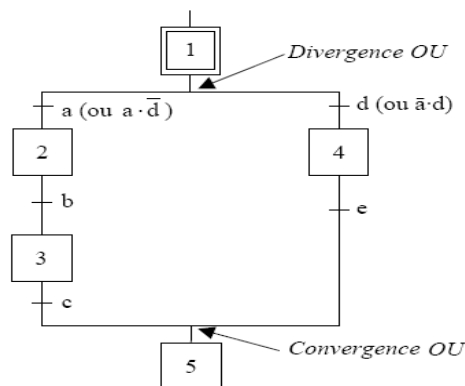 1
Divergence OU
a (ou a · d̅ )
d (ou ā·d)
2
4
b
e
3
c
Convergence OU
5